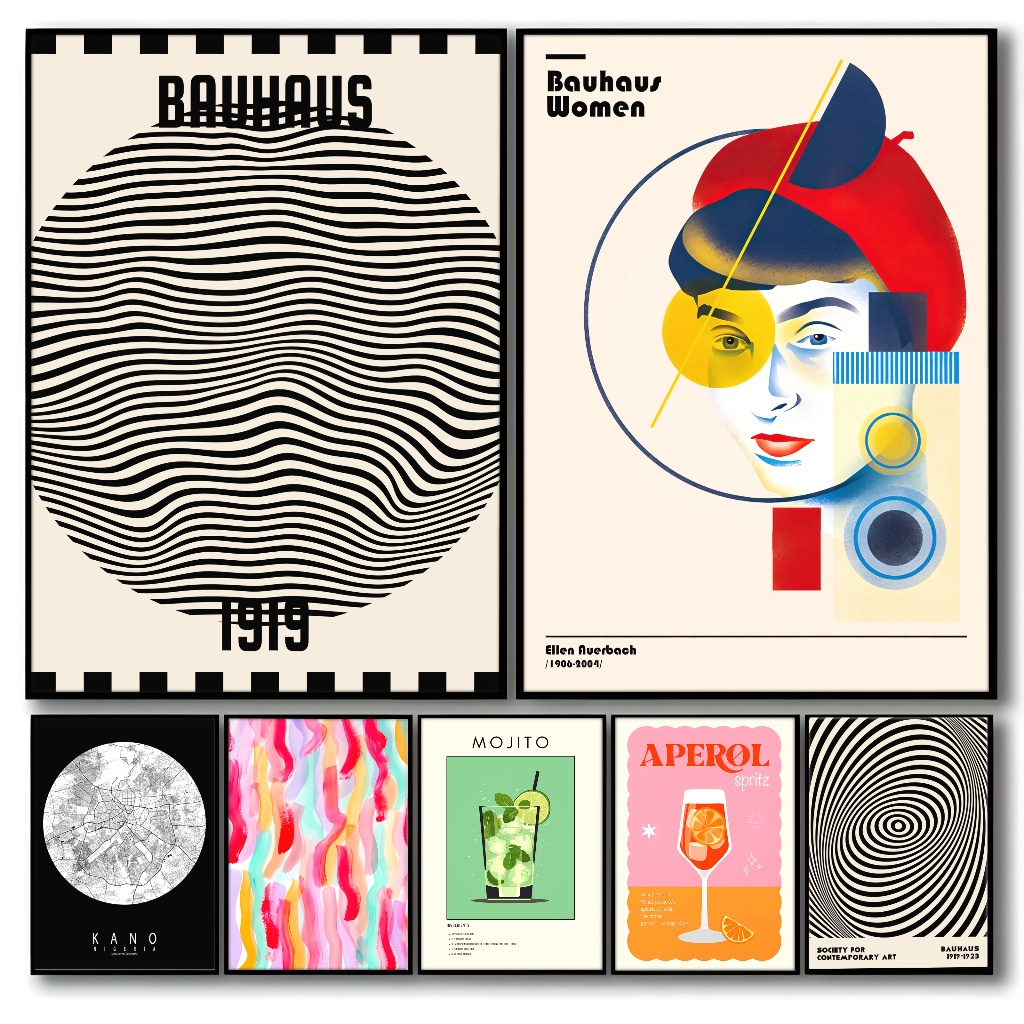 BAUHAUS
1919
Bauhaus
Women
Ellen Auerbach
/1906-2004/
KANO
NIGERIA
MOJITO
APEROL
spritz
SOCIETY FOR
CONTEMPORARY ART
BAUHAUS
1919-1923